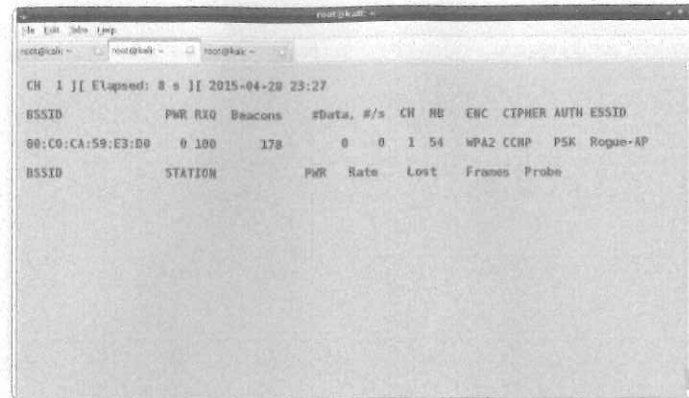 root@kali: ~
File Edit Tabs Help
root@kali: ~ root@kali: ~ root@kali: ~
CH 1 ][ Elapsed: 8 s ][ 2015-04-28 23:27
BSSID PWR RXQ Beacons #Data, #/s CH MB ENC CIPHER AUTH ESSID
00:C0:CA:59:E3:D0 0 100 178 0 0 1 54 WPA2 CCMP PSK Rogue-AP
BSSID STATION PWR Rate Lost Frames Probe